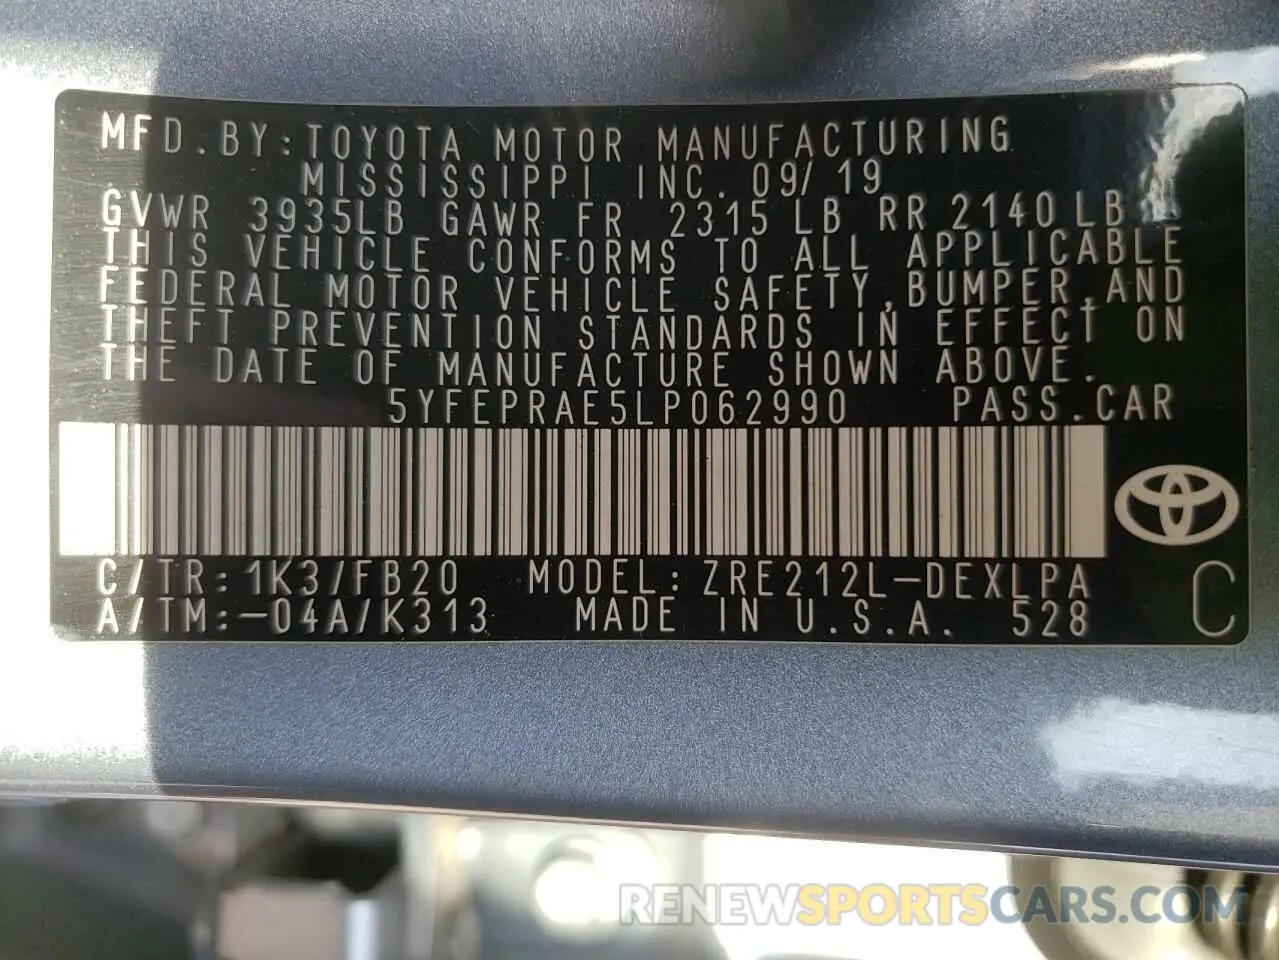 MFD. BY: TOYOTA MOTOR MANUFACTURING
MISSISSIPPI INC. 09/19
GVWR 3935LB GAWR FR 2315 LB RR 2140 LB
THIS VEHICLE CONFORMS TO ALL APPLICABLE
FEDERAL MOTOR VEHICLE SAFETY, BUMPER, AND
THEFT PREVENTION STANDARDS IN EFFECT ON
THE DATE OF MANUFACTURE SHOWN ABOVE.
5YFEPRAE5LP062990 PASS. CAR
C/TR: 1K3/FB20 MODEL: ZRE212L-DEXLPA
A/TM: -04A/K313 MADE IN U.S.A. 528 C
RENEWSPORTSCARS.COM